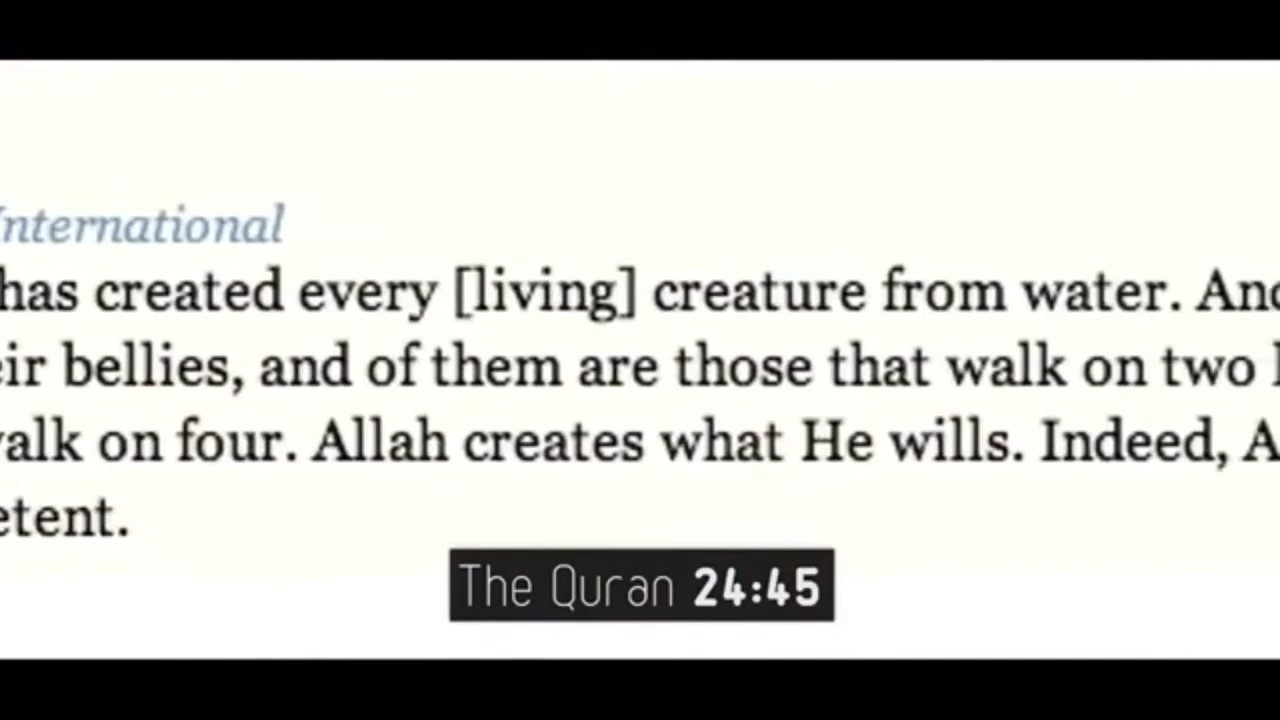 International
has created every [living] creature from water. And
eir bellies, and of them are those that walk on two
walk on four. Allah creates what He wills. Indeed, A
etent.
The Quran 24:45